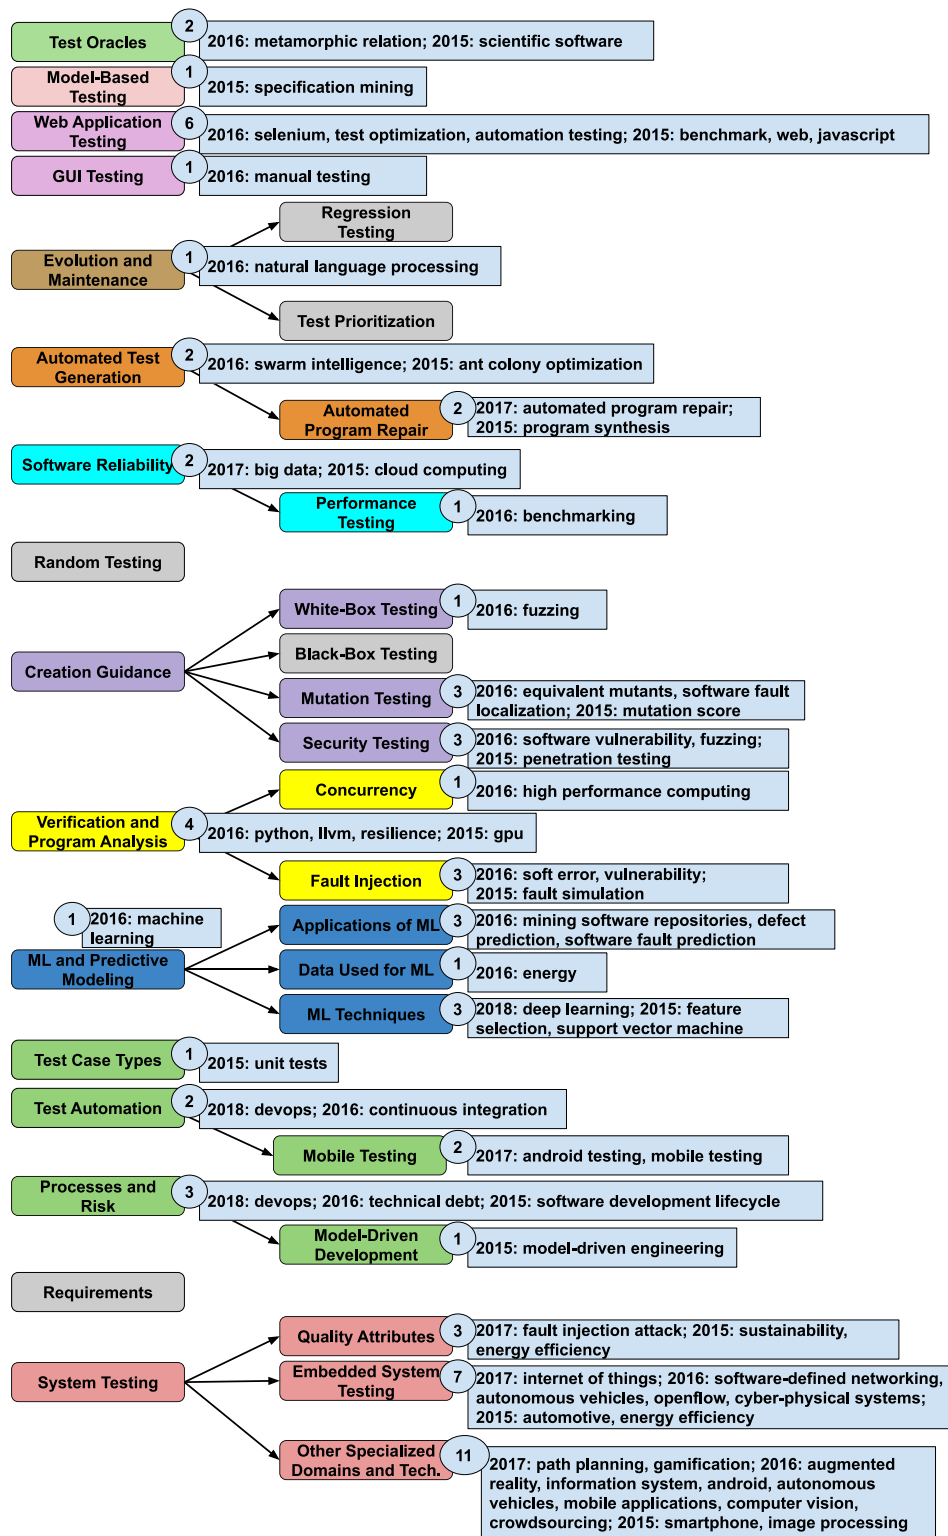 Test Oracles
2
2016: metamorphic relation; 2015: scientific software
Model-Based
Testing
1
2015: specification mining
Web Application
Testing
6
2016: selenium, test optimization, automation testing; 2015: benchmark, web, javascript
GUI Testing
1
2016: manual testing
Regression
Testing
Evolution and
Maintenance
1
2016: natural language processing
Test Prioritization
Automated Test
Generation
2
2016: swarm intelligence; 2015: ant colony optimization
Automated
Program Repair
2
2017: automated program repair;
2015: program synthesis
Software Reliability
2
2017: big data; 2015: cloud computing
Performance
Testing
1
2016: benchmarking
Random Testing
White-Box Testing
1
2016: fuzzing
Creation Guidance
Black-Box Testing
Mutation Testing
3
2016: equivalent mutants, software fault
localization; 2015: mutation score
Security Testing
3
2016: software vulnerability, fuzzing;
2015: penetration testing
Concurrency
1
2016: high performance computing
Verification and
Program Analysis
4
2016: python, llvm, resilience; 2015: gpu
Fault Injection
3
2016: soft error, vulnerability;
2015: fault simulation
1
2016: machine
learning
Applications of ML
3
2016: mining software repositories, defect
prediction, software fault prediction
ML and Predictive
Modeling
Data Used for ML
1
2016: energy
ML Techniques
3
2018: deep learning; 2015: feature
selection, support vector machine
Test Case Types
1
2015: unit tests
Test Automation
2
2018: devops; 2016: continuous integration
Mobile Testing
2
2017: android testing, mobile testing
Processes and
Risk
3
2018: devops; 2016: technical debt; 2015: software development lifecycle
Model-Driven
Development
1
2015: model-driven engineering
Requirements
Quality Attributes
3
2017: fault injection attack; 2015: sustainability,
energy efficiency
System Testing
Embedded System
Testing
7
2017: internet of things; 2016: software-defined networking,
autonomous vehicles, openflow, cyber-physical systems;
2015: automotive, energy efficiency
Other Specialized
Domains and Tech.
11
2017: path planning, gamification; 2016: augmented
reality, information system, android, autonomous
vehicles, mobile applications, computer vision,
crowdsourcing; 2015: smartphone, image processing